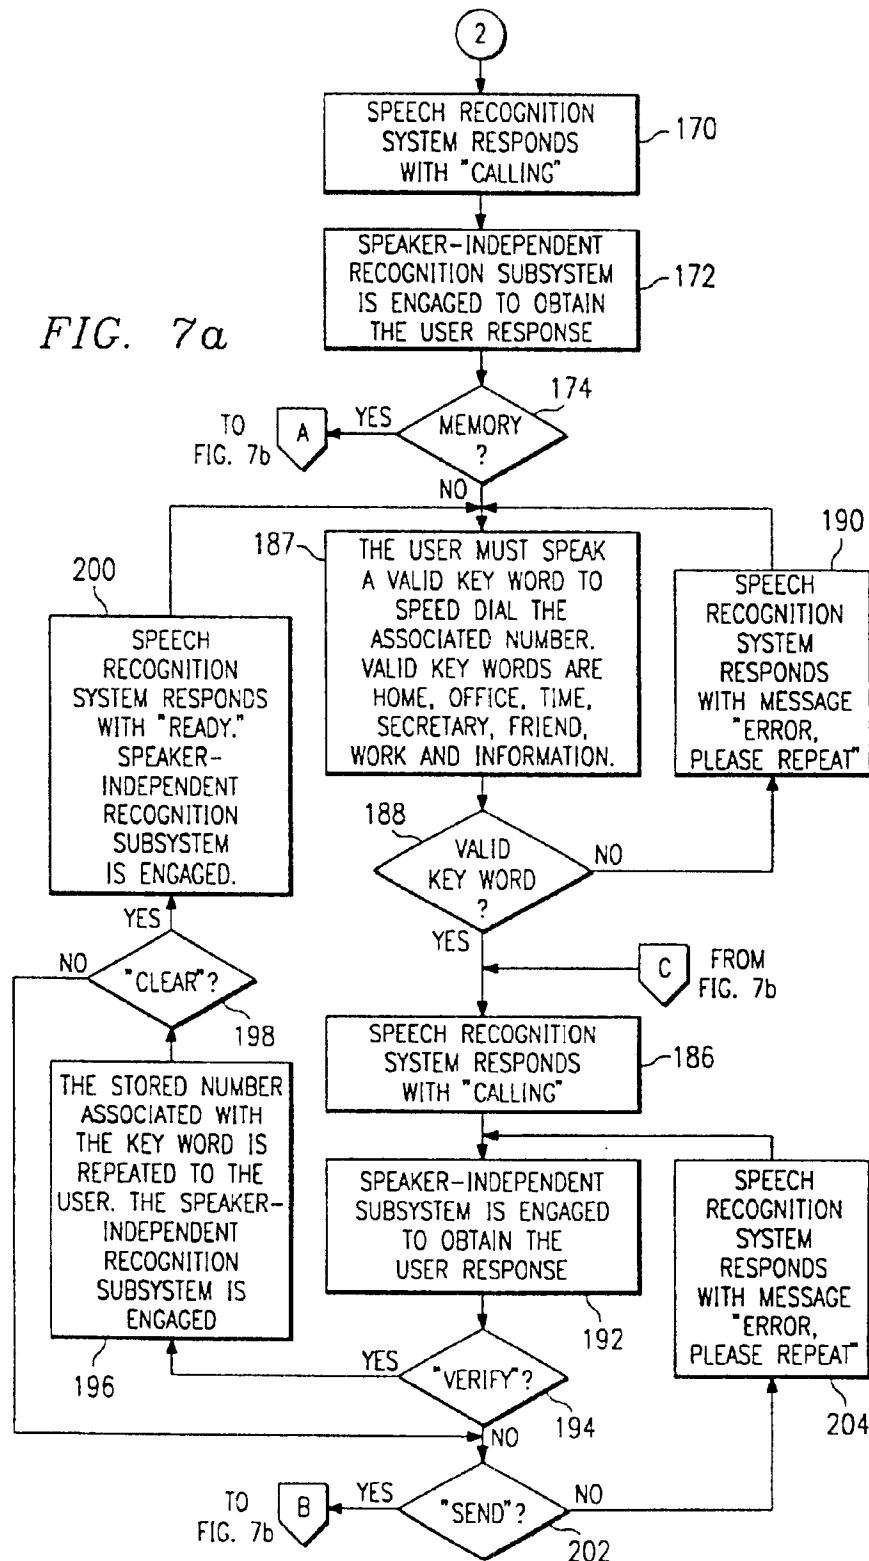 2
SPEECH RECOGNITION
SYSTEM RESPONDS
WITH "CALLING"
170
SPEAKER-INDEPENDENT
RECOGNITION SUBSYSTEM
IS ENGAGED TO OBTAIN
THE USER RESPONSE
172
FIG. 7a
174
MEMORY
?
YES
A
TO
FIG. 7b
NO
187
THE USER MUST SPEAK
A VALID KEY WORD TO
SPEED DIAL THE
ASSOCIATED NUMBER.
VALID KEY WORDS ARE
HOME, OFFICE, TIME,
SECRETARY, FRIEND,
WORK AND INFORMATION.
190
SPEECH
RECOGNITION
SYSTEM
RESPONDS
WITH MESSAGE
"ERROR,
PLEASE REPEAT"
200
SPEECH
RECOGNITION
SYSTEM RESPONDS
WITH "READY."
SPEAKER-
INDEPENDENT
RECOGNITION
SUBSYSTEM
IS ENGAGED.
188
VALID
KEY WORD
?
NO
YES
C
FROM
FIG. 7b
YES
NO
"CLEAR"?
198
SPEECH RECOGNITION
SYSTEM RESPONDS
WITH "CALLING"
186
THE STORED NUMBER
ASSOCIATED WITH
THE KEY WORD IS
REPEATED TO THE
USER. THE SPEAKER-
INDEPENDENT
RECOGNITION
SUBSYSTEM IS
ENGAGED
196
SPEAKER-INDEPENDENT
SUBSYSTEM IS ENGAGED
TO OBTAIN THE
USER RESPONSE
192
SPEECH
RECOGNITION
SYSTEM
RESPONDS
WITH MESSAGE
"ERROR,
PLEASE REPEAT"
204
YES
"VERIFY"?
194
NO
TO
FIG. 7b
B
YES
"SEND"?
NO
202